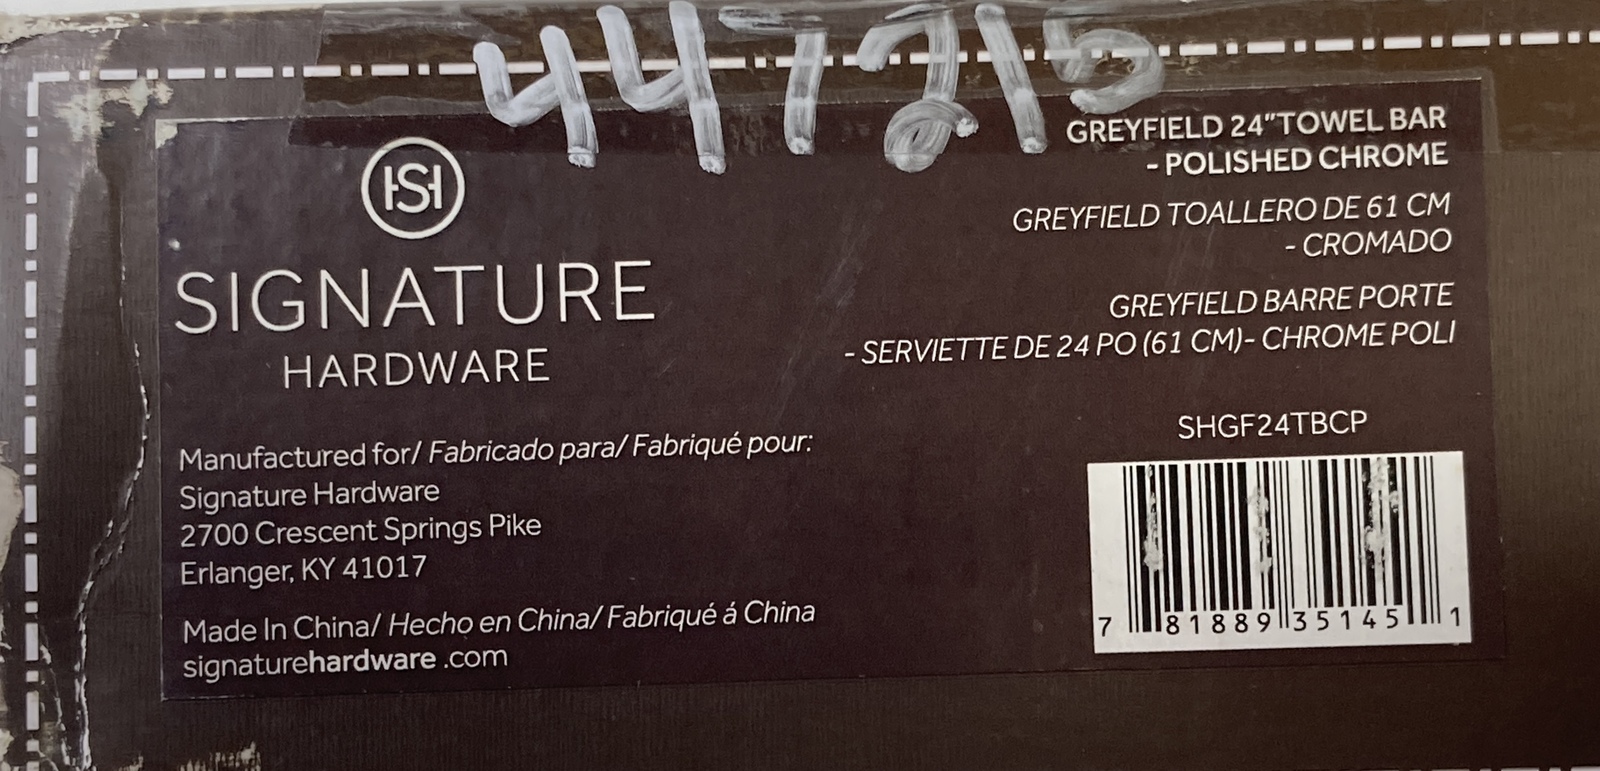 447215
HSH
SIGNATURE
HARDWARE
Manufactured for/ Fabricado para/ Fabriqué pour:
Signature Hardware
2700 Crescent Springs Pike
Erlanger, KY 41017
Made In China/ Hecho en China/ Fabriqué á China
signaturehardware .com
GREYFIELD 24"TOWEL BAR
- POLISHED CHROME
GREYFIELD TOALLERO DE 61 CM
- CROMADO
GREYFIELD BARRE PORTE
- SERVIETTE DE 24 PO (61 CM)- CHROME POLI
SHGF24TBCP
7 81889 35145 1